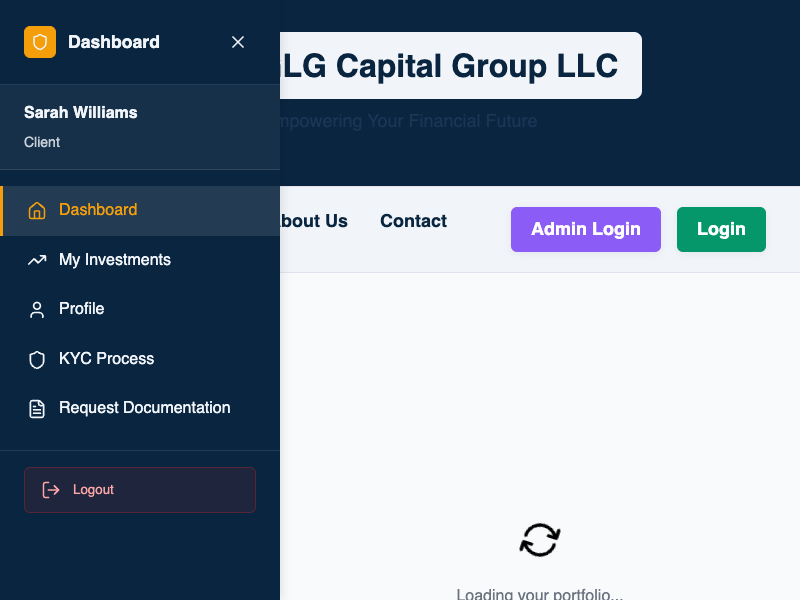 Dashboard
Sarah Williams
Client
Dashboard
My Investments
Profile
KYC Process
Request Documentation
Logout
LG Capital Group LLC
mpowering Your Financial Future
bout Us
Contact
Admin Login
Login
Loading your portfolio...